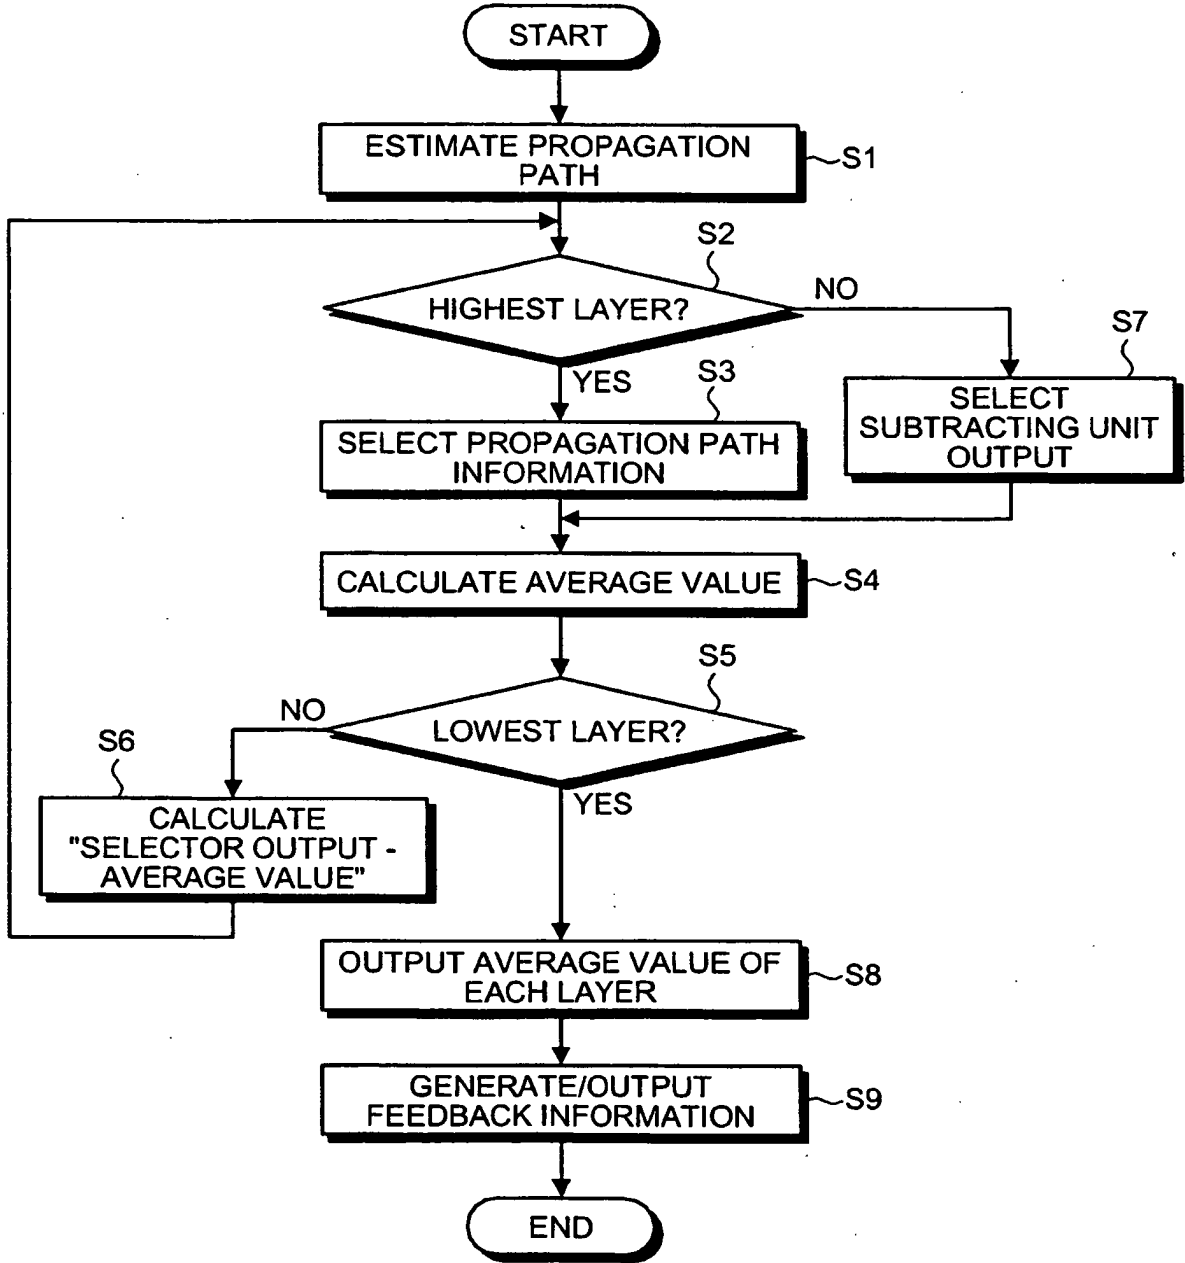 START
ESTIMATE PROPAGATION
PATH
S1
S2
HIGHEST LAYER?
NO
YES
S3
SELECT PROPAGATION PATH
INFORMATION
S7
SELECT
SUBTRACTING UNIT
OUTPUT
CALCULATE AVERAGE VALUE
S4
S5
LOWEST LAYER?
NO
YES
S6
CALCULATE
"SELECTOR OUTPUT -
AVERAGE VALUE"
OUTPUT AVERAGE VALUE OF
EACH LAYER
S8
GENERATE/OUTPUT
FEEDBACK INFORMATION
S9
END